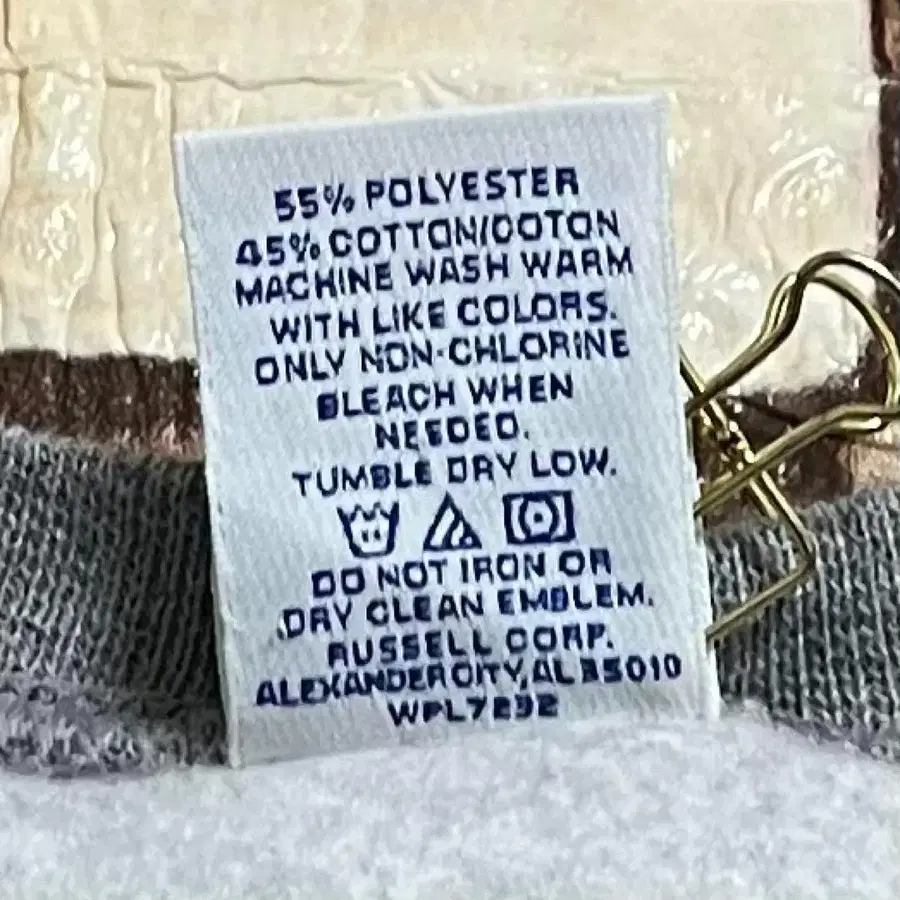 55% POLYESTER
45% COTTON/COTON
MACHINE WASH WARM
WITH LIKE COLORS.
ONLY NON-CHLORINE
BLEACH WHEN
NEEDED.
TUMBLE DRY LOW.
DO NOT IRON OR
DRY CLEAN EMBLEM.
RUSSELL CORP.
ALEXANDER CITY, AL 35010